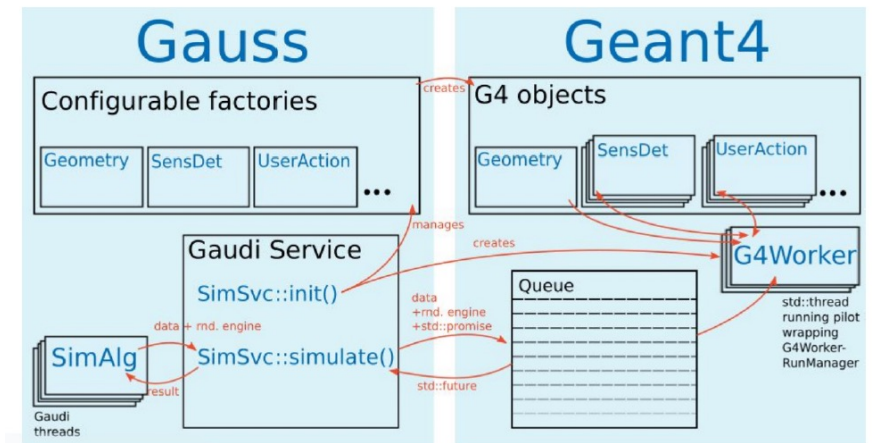 Gauss
Geant4
Configurable factories
creates
G4 objects
Geometry
SensDet
UserAction
...
Geometry
SensDet
UserAction
...
manages
Gaudi Service
creates
G4Worker
SimSvc::init()
Queue
data
+rnd. engine
+std::promise
std::thread
running pilot
wrapping
G4Worker-
RunManager
data + rnd. engine
SimAlg
SimSvc::simulate()
result
std::future
Gaudi
threads